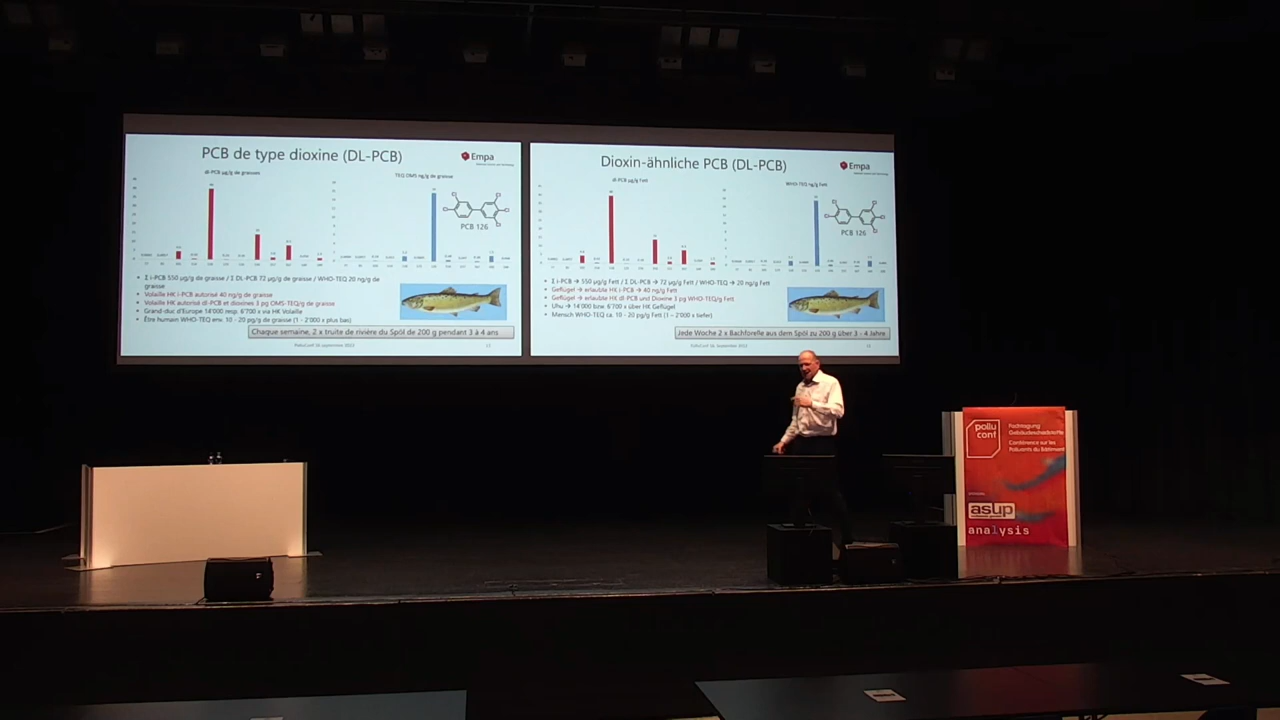 PCB de type dioxine (DL-PCB)
Empa
dl-PCB µg/g de graisses
TEQ OMS ng/g de graisse
PCB 126
• Σ i-PCB 550 µg/g de graisse / Σ DL-PCB 72 µg/g de graisse / WHO-TEQ 20 ng/g de
graisse
• Volaille HK i-PCB autorisé 40 ng/g de graisse
• Volaille HK autorisé dl-PCB et dioxines 3 pg OMS-TEQ/g de graisse
• Grand-duc d'Europe 14'000 resp. 6'700 x via HK Volaille
• Être humain WHO-TEQ env. 10 - 20 pg/g de graisse (1 - 2'000 x plus bas)
Chaque semaine, 2 x truite de rivière du Spöl de 200 g pendant 3 à 4 ans
Dioxin-ähnliche PCB (DL-PCB)
Empa
dl-PCB µg/g Fett
WHO-TEQ ng/g Fett
PCB 126
• Σ i-PCB → 550 µg/g Fett / Σ DL-PCB → 72 µg/g Fett / WHO-TEQ → 20 ng/g Fett
• Geflügel → erlaubte HK i-PCB → 40 ng/g Fett
• Geflügel → erlaubte HK dl-PCB und Dioxine 3 pg WHO-TEQ/g Fett
• Uhu → 14'000 bzw. 6'700 x über HK Geflügel
• Mensch WHO-TEQ ca. 10 - 20 pg/g Fett (1 - 2'000 x tiefer)
Jede Woche 2 x Bachforelle aus dem Spöl zu 200 g über 3 - 4 Jahre
pollu
conf
Fachtagung
Gebäudeschadstoffe
Conférence sur les
Polluants du Bâtiment
asup
analysis